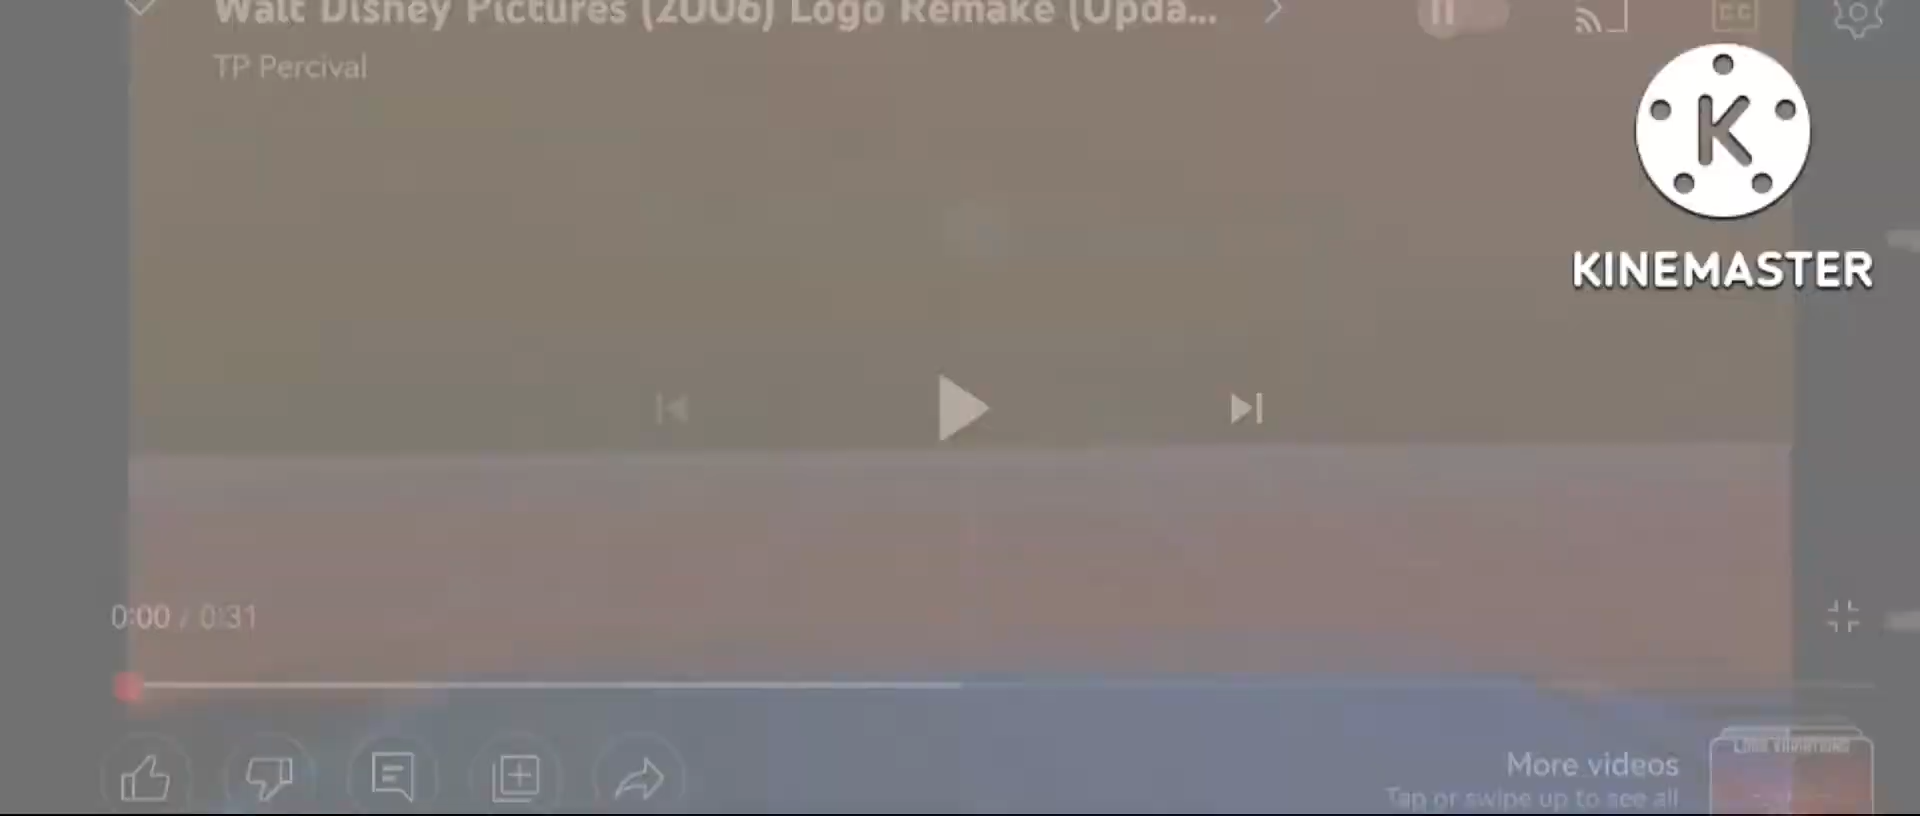 Walt Disney Pictures (2006) Logo Remake (Upda...
CC
TP Percival
K
KINEMASTER
0:00 / 0:31
More videos
Tap or swipe up to see all